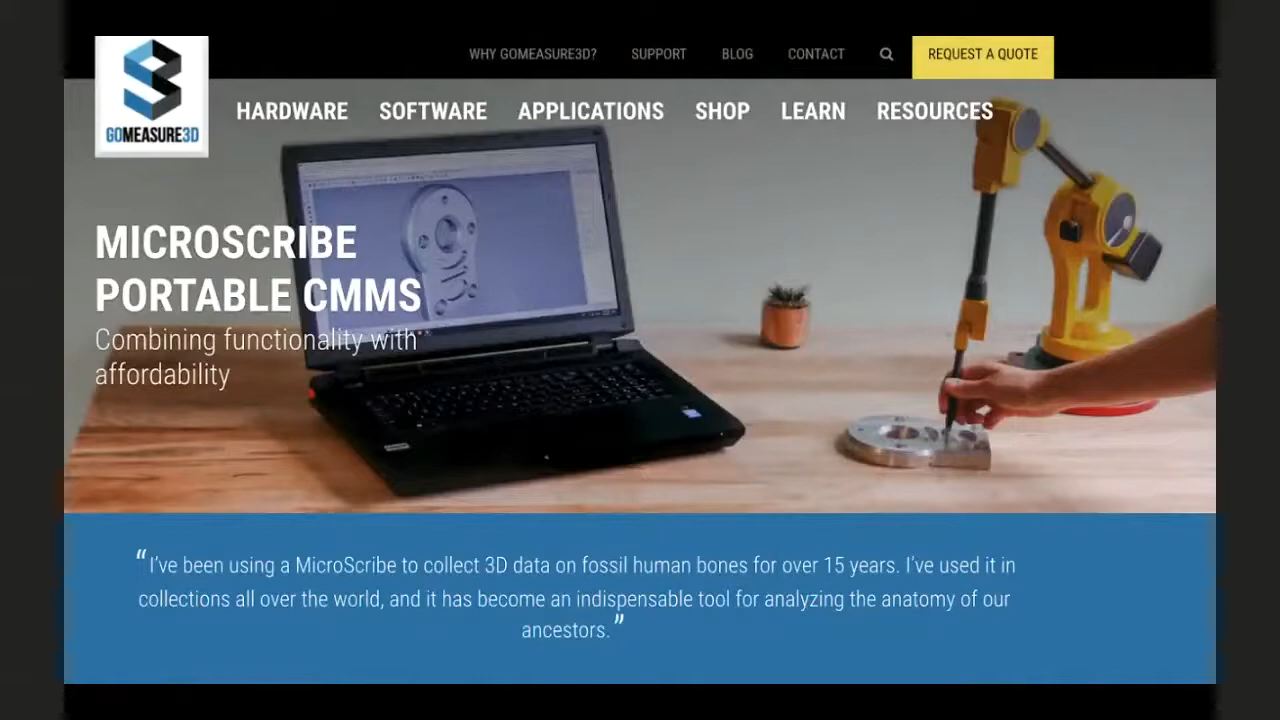 WHY GOMEASURE3D? SUPPORT BLOG CONTACT REQUEST A QUOTE
GOMEASURE3D
HARDWARE SOFTWARE APPLICATIONS SHOP LEARN RESOURCES
MICROSCRIBE
PORTABLE CMMS
Combining functionality with
affordability
“I’ve been using a MicroScribe to collect 3D data on fossil human bones for over 15 years. I’ve used it in
collections all over the world, and it has become an indispensable tool for analyzing the anatomy of our
ancestors.”